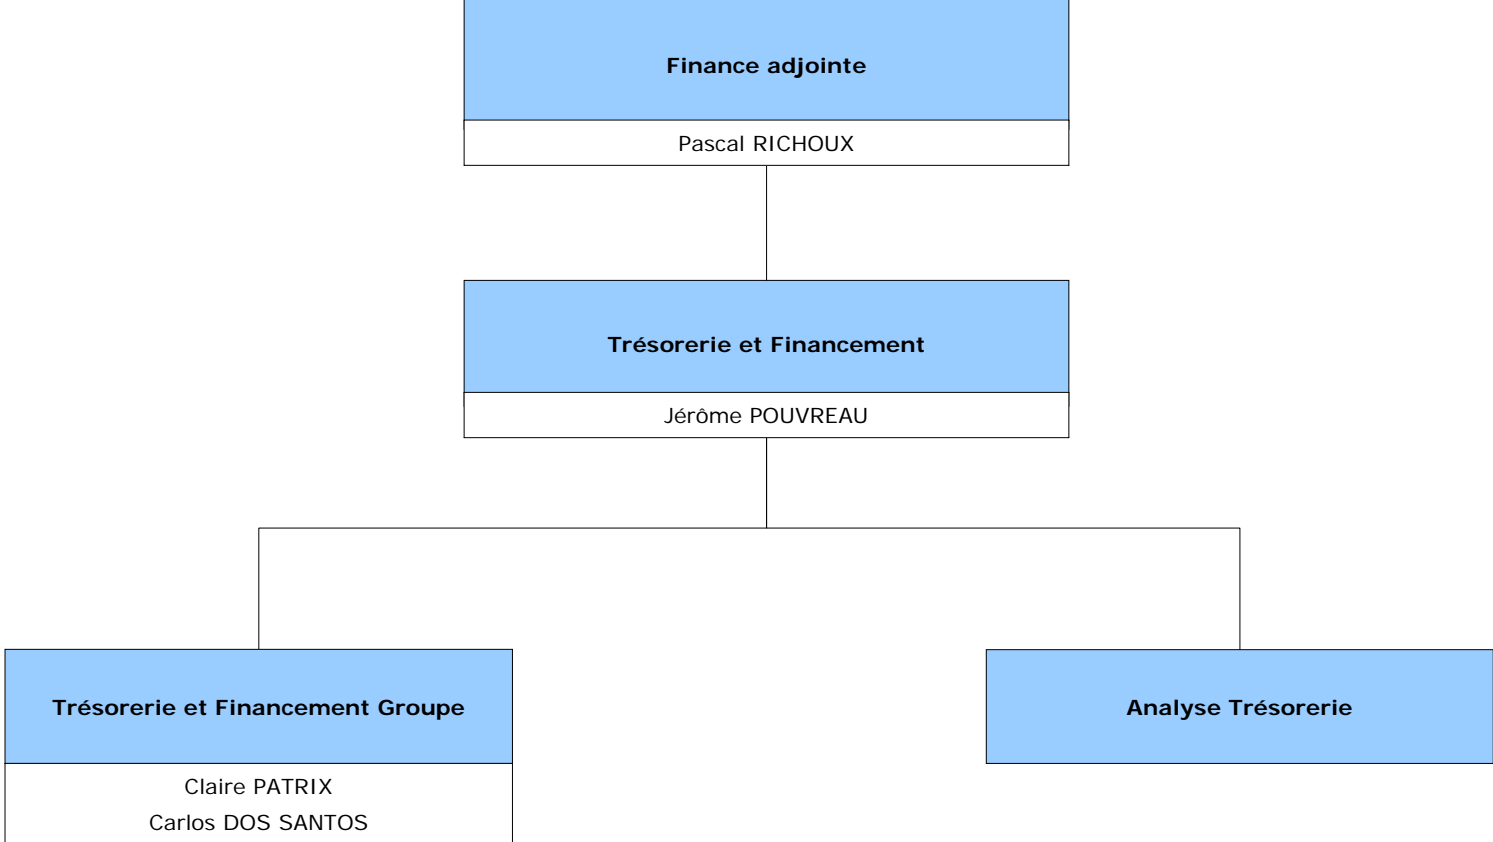 Finance adjointe
Pascal RICHOUX
Trésorerie et Financement
Jérôme POUVREAU
Trésorerie et Financement Groupe
Analyse Trésorerie
Claire PATRIX
Carlos DOS SANTOS